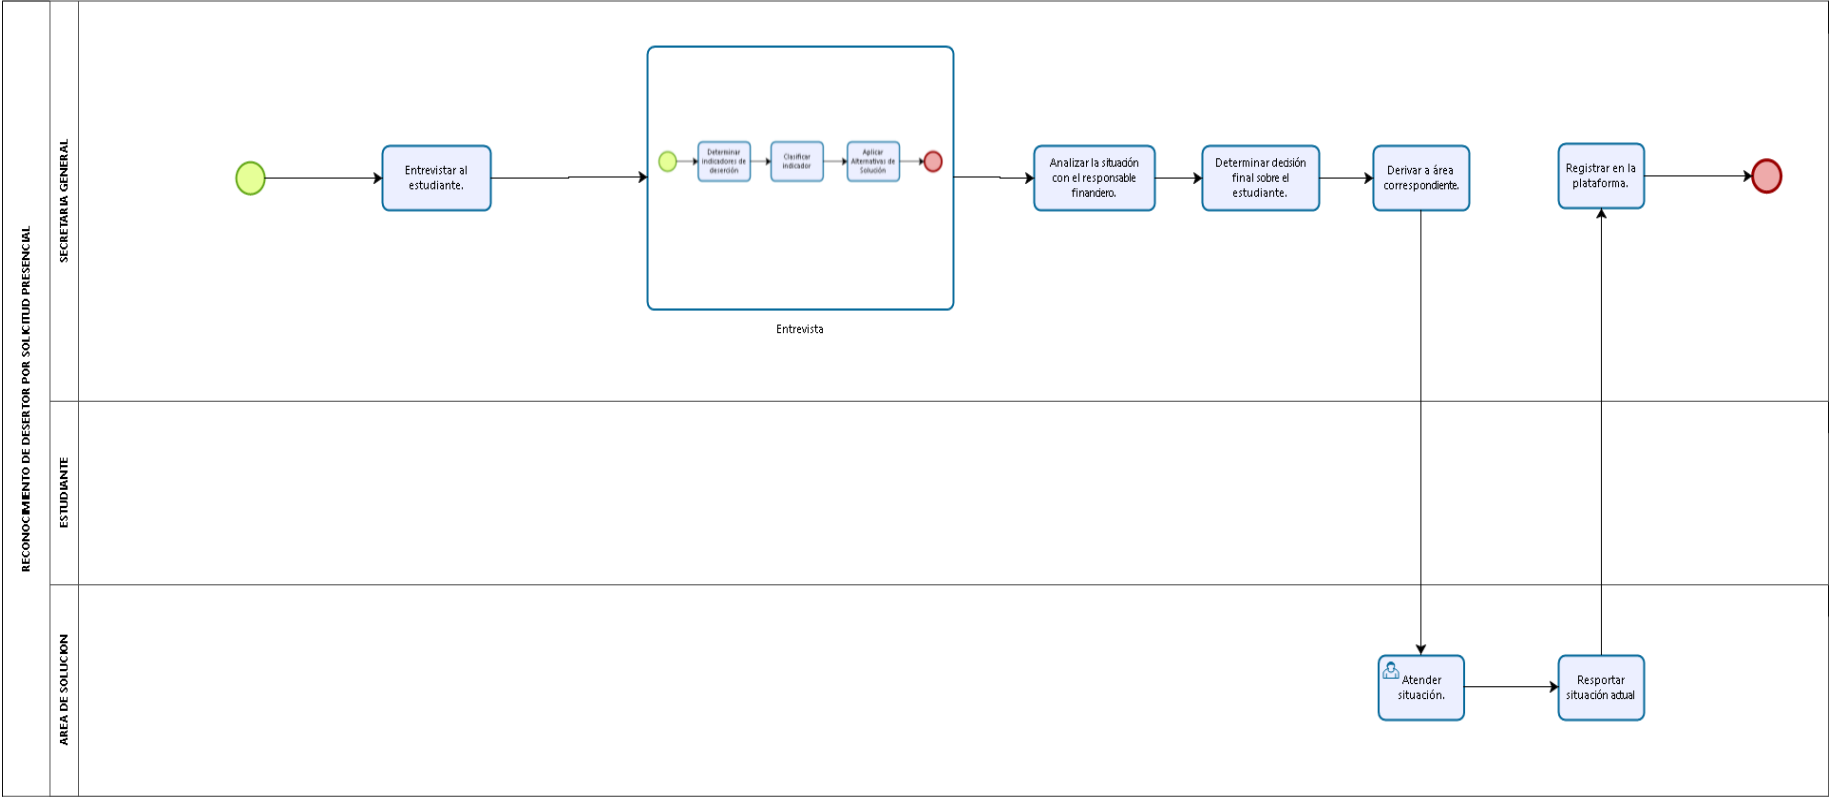 RECONOCIMIENTO DE DESERTOR POR SOLICITUD PRESENCIAL
SECRETARIA GENERAL
Entrevistar al
estudiante.
Determinar
indicadores de
deserción
Clasificar
indicador
Aplicar
Alternativas de
Solución
Entrevista
Analizar la situación
con el responsable
financiero.
Determinar decisión
final sobre el
estudiante.
Derivar a área
correspondiente.
Registrar en la
plataforma.
ESTUDIANTE
AREA DE SOLUCION
Atender
situación.
Resportar
situación actual